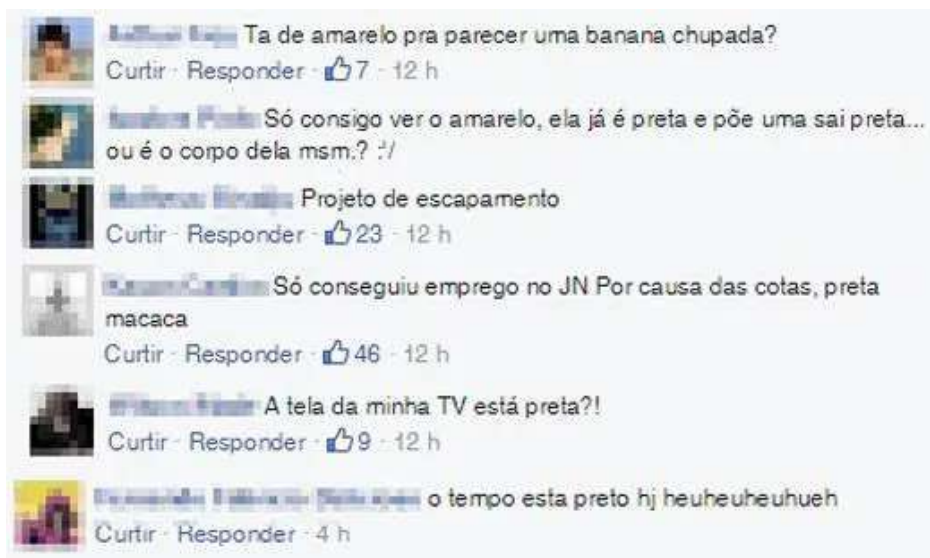 Ta de amarelo pra parecer uma banana chupada?
Curtir · Responder · 7 · 12 h
Só consigo ver o amarelo, ela já é preta e põe uma sai preta...
ou é o corpo dela msm.? :'/
Projeto de escapamento
Curtir · Responder · 23 · 12 h
Só conseguiu emprego no JN Por causa das cotas, preta
macaca
Curtir · Responder · 46 · 12 h
A tela da minha TV está preta?!
Curtir · Responder · 9 · 12 h
o tempo esta preto hj heuheuheuhueh
Curtir · Responder · 4 h